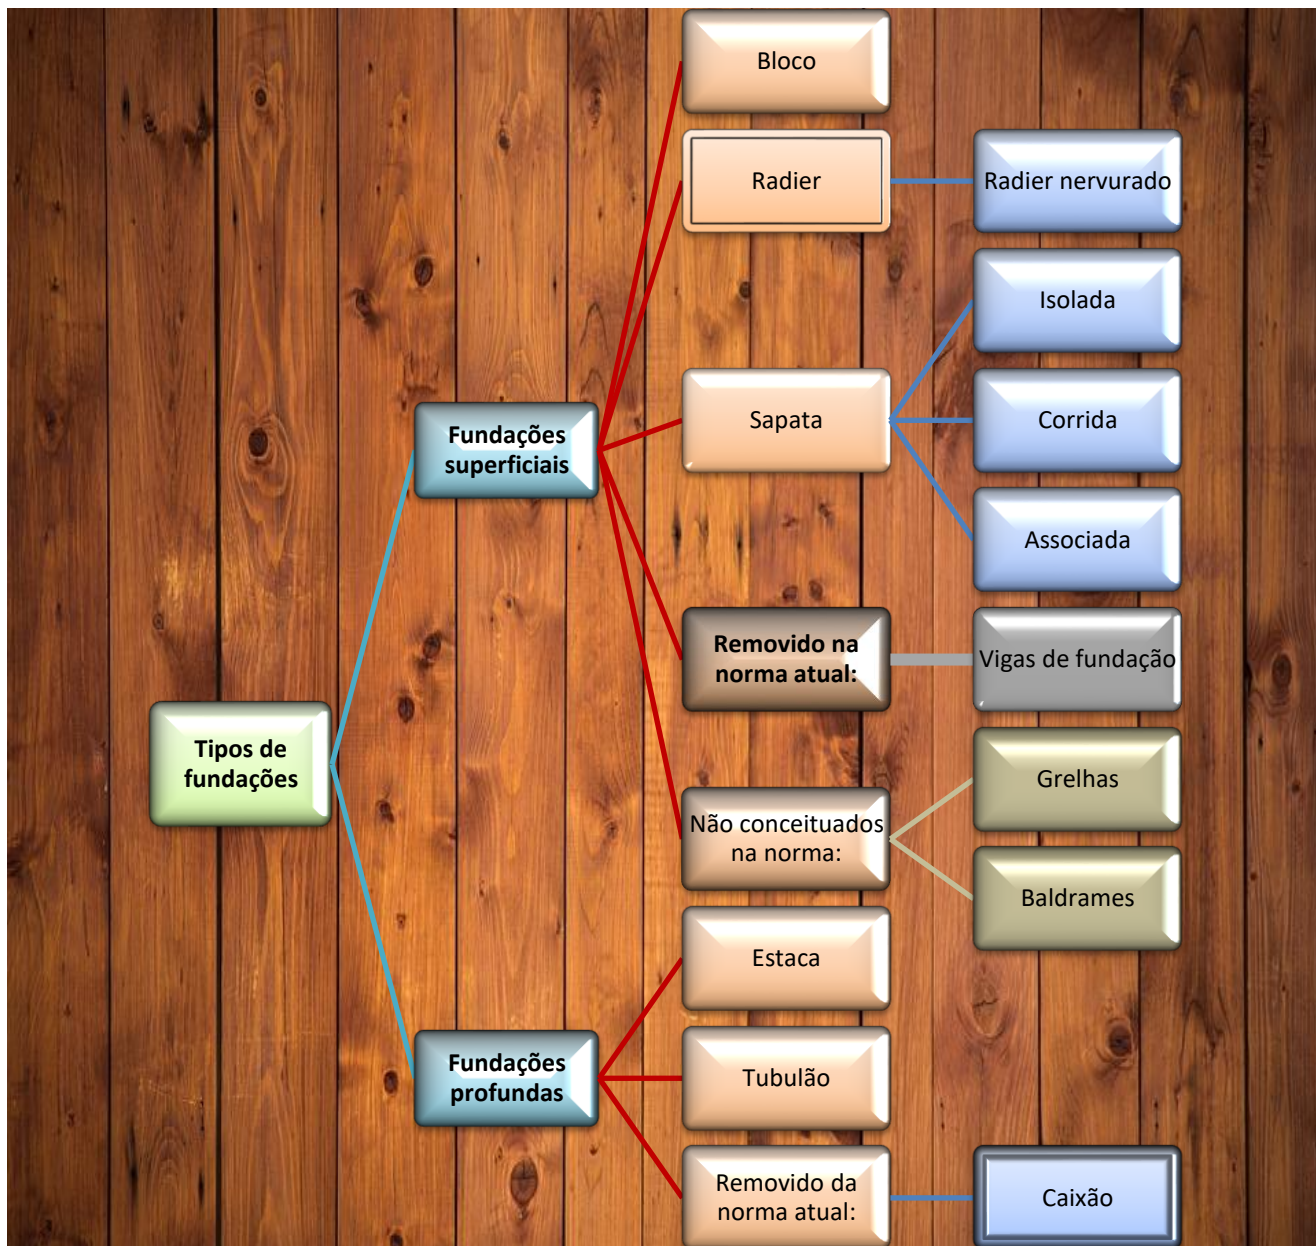 Bloco
Radier
Radier nervurado
Isolada
Sapata
Corrida
Fundações
superficiais
Associada
Removido na
norma atual:
Vigas de fundação
Tipos de
fundações
Grelhas
Não conceituados
na norma:
Baldrames
Estaca
Fundações
profundas
Tubulão
Removido da
norma atual:
Caixão